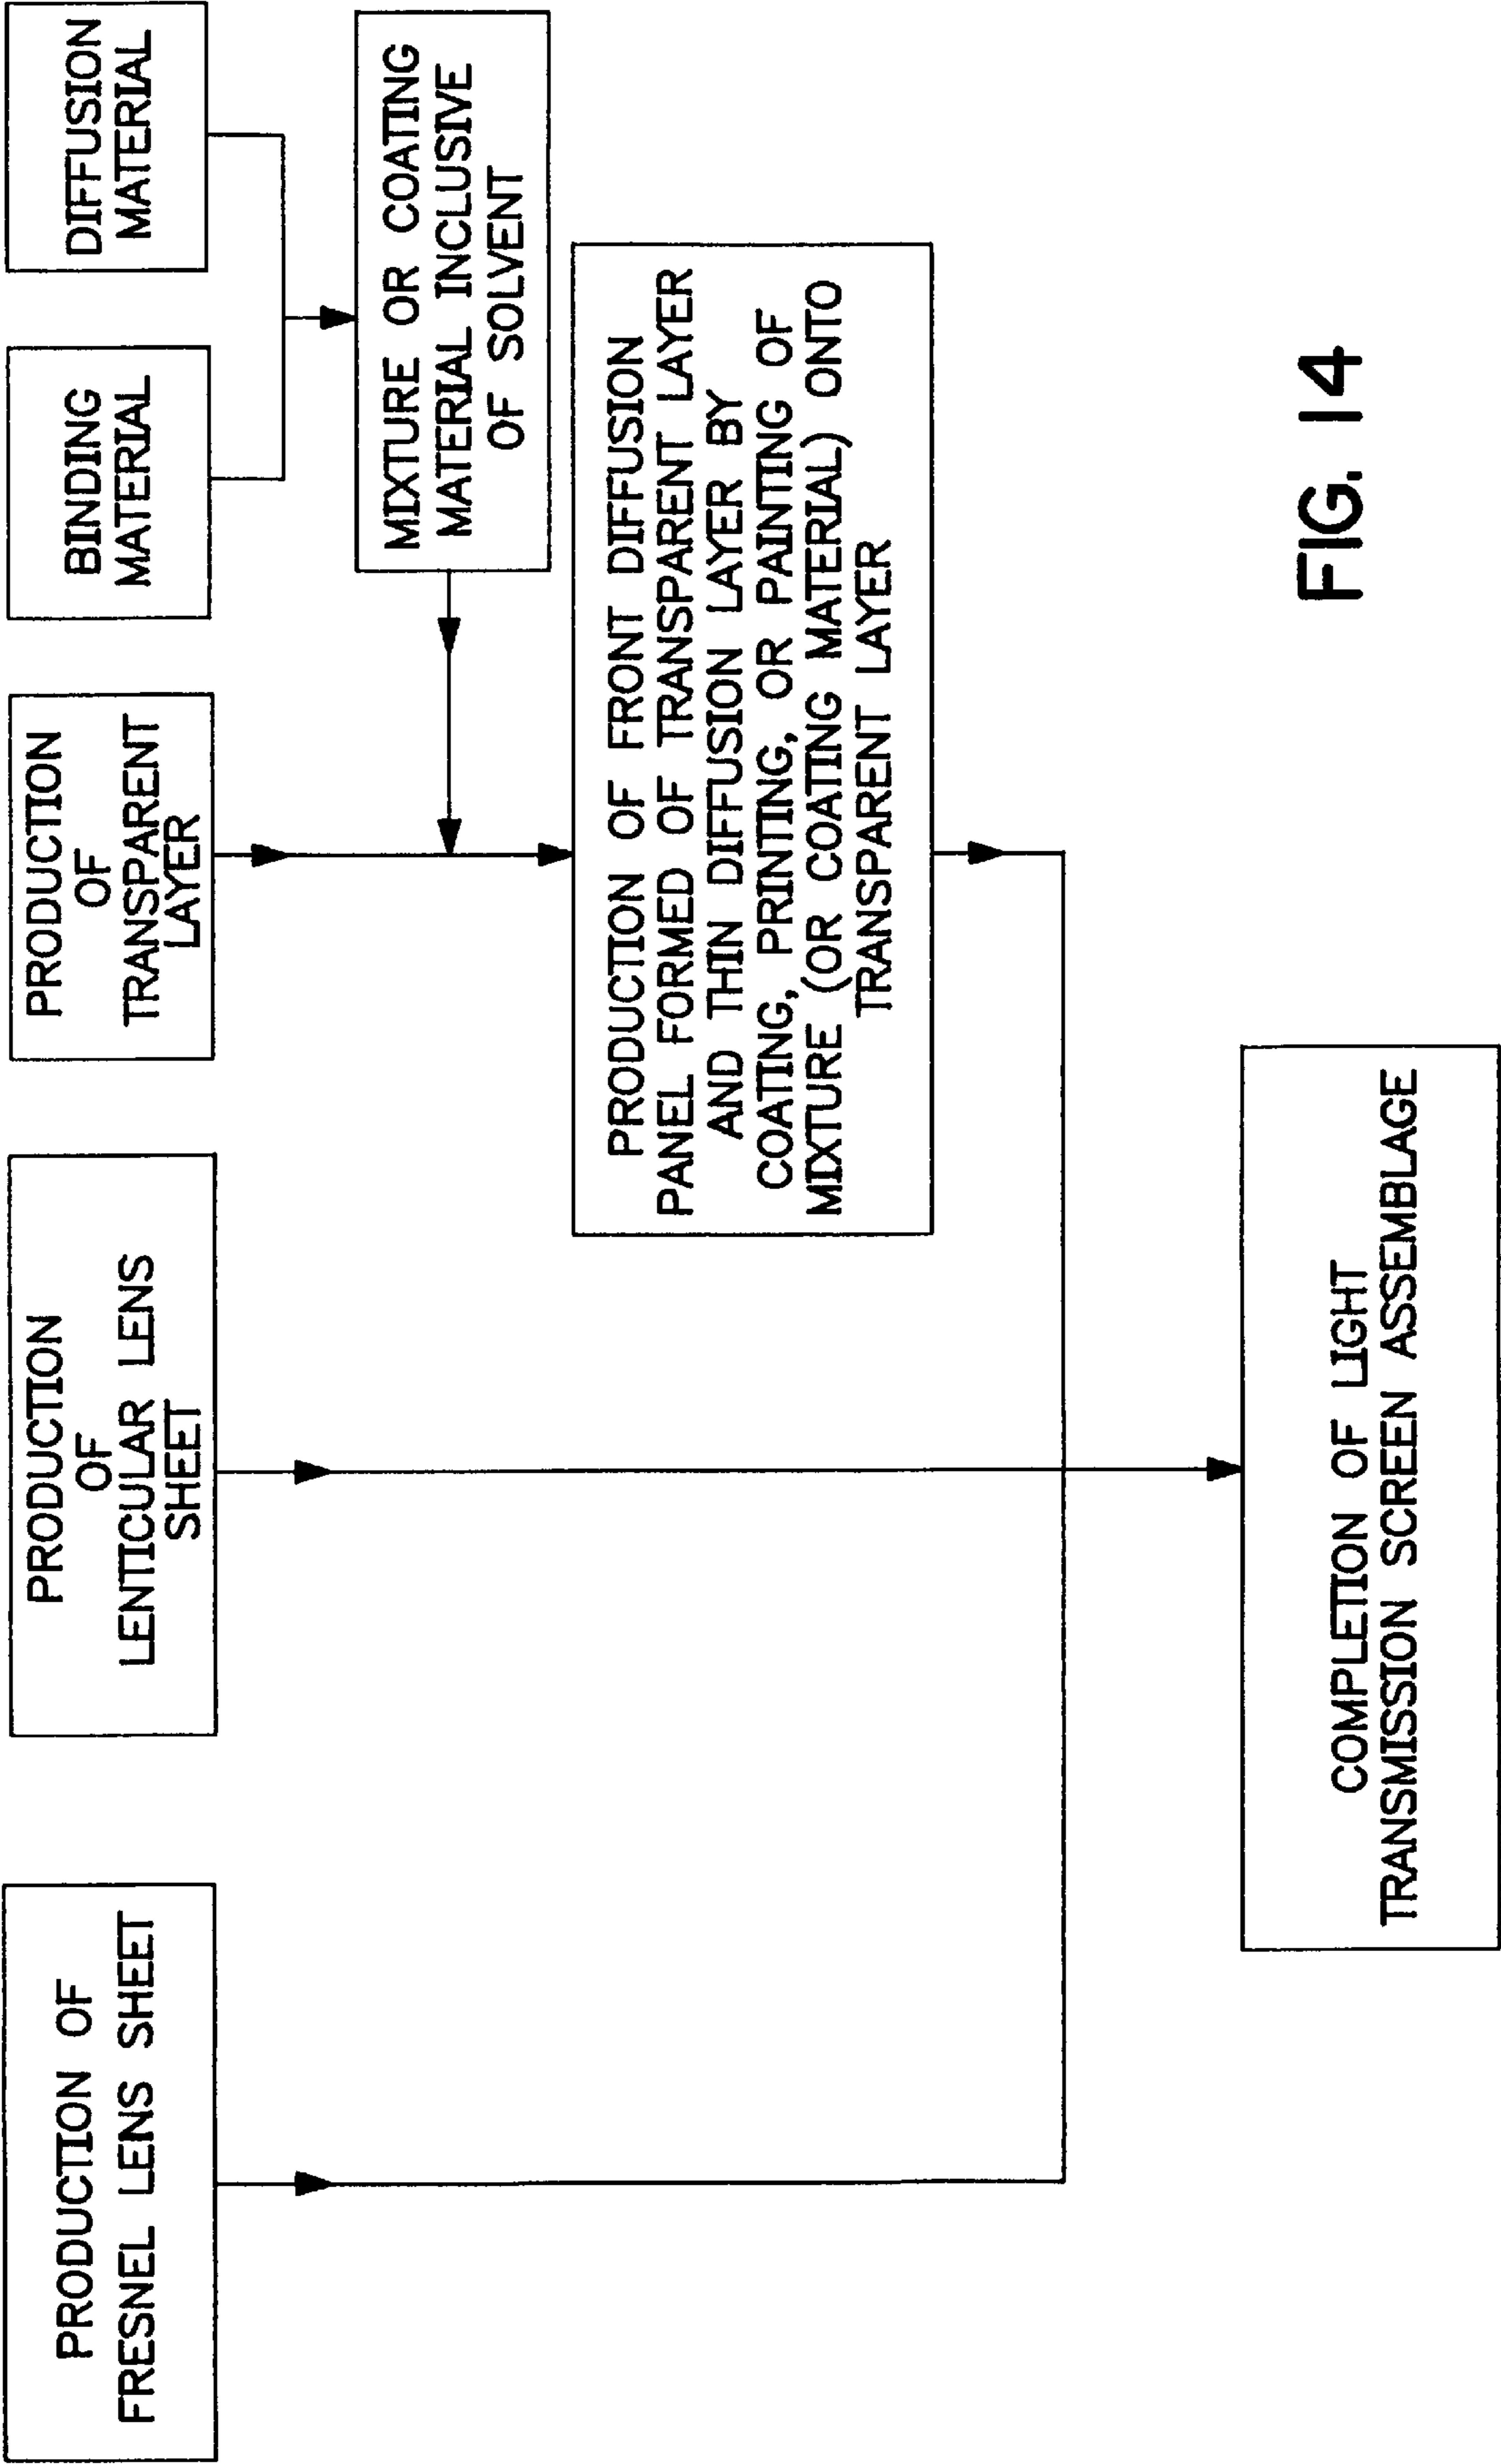 PRODUCTION OF
FRESNEL LENS SHEET
PRODUCTION
OF
LENTICULAR LENS
SHEET
PRODUCTION
OF
TRANSPARENT
LAYER
BINDING
MATERIAL
DIFFUSION
MATERIAL
MIXTURE OR COATING
MATERIAL INCLUSIVE
OF SOLVENT
PRODUCTION OF FRONT DIFFUSION
PANEL FORMED OF TRANSPARENT LAYER
AND THIN DIFFUSION LAYER BY
COATING, PRINTING, OR PAINTING OF
MIXTURE (OR COATING MATERIAL) ONTO
TRANSPARENT LAYER
COMPLETION OF LIGHT
TRANSMISSION SCREEN ASSEMBLAGE
FIG. 14